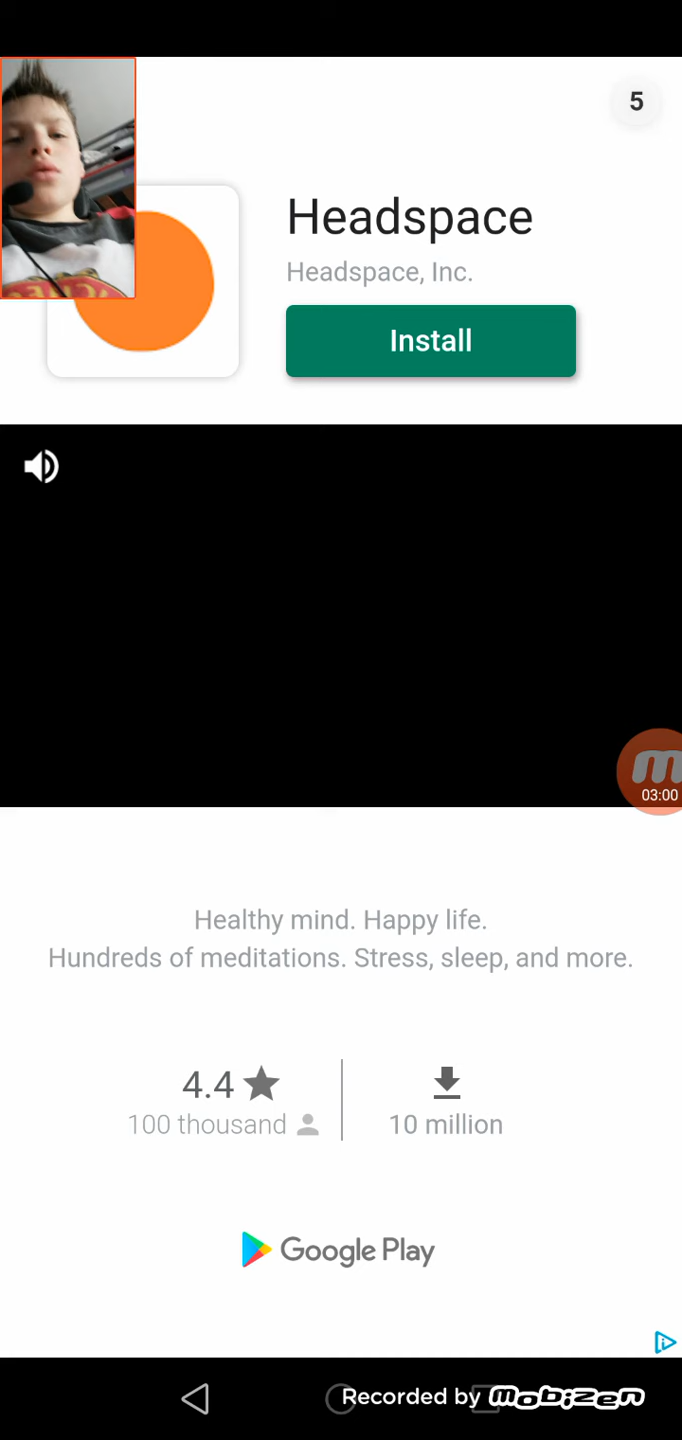 5
Headspace
Headspace, Inc.
Install
03:00
Healthy mind. Happy life.
Hundreds of meditations. Stress, sleep, and more.
4.4
100 thousand
10 million
Google Play
Recorded by mobizen